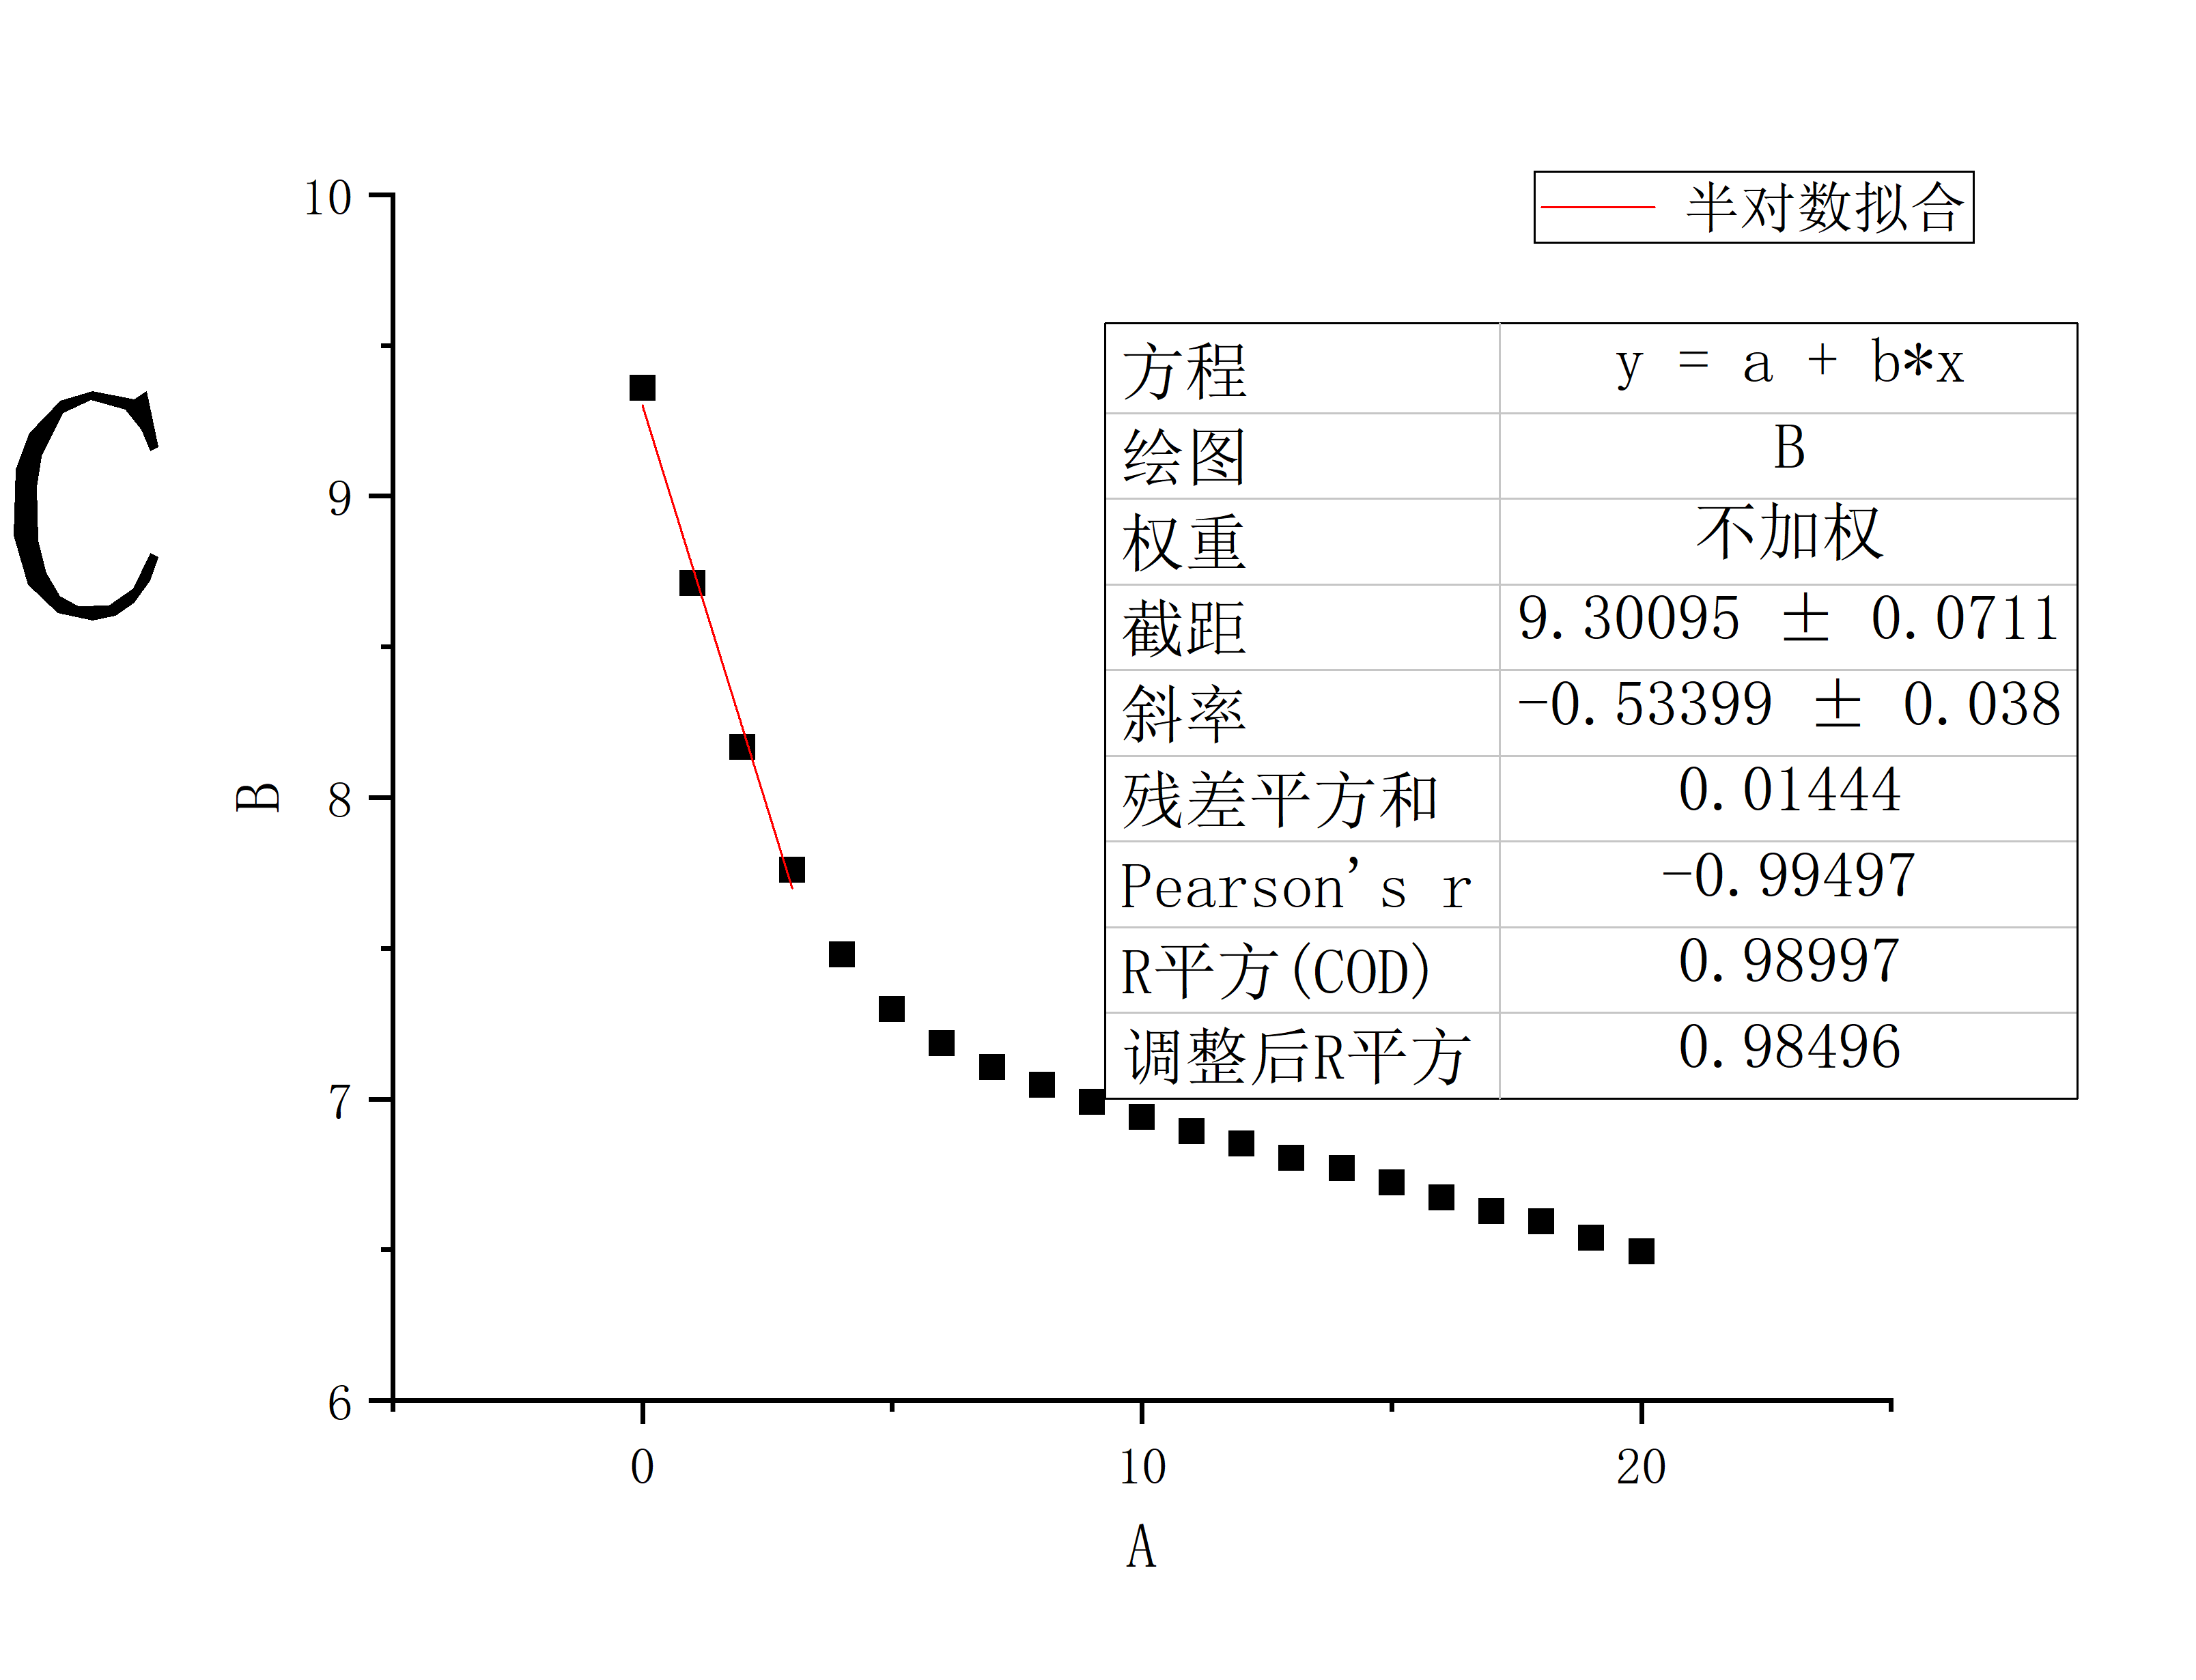 C
半对数拟合
方程 y = a + b*x
绘图 B
权重 不加权
截距 9.30095 ± 0.0711
斜率 -0.53399 ± 0.038
残差平方和 0.01444
Pearson's r -0.99497
R平方(COD) 0.98997
调整后R平方 0.98496
10
9
8
7
6
B
0 10 20
A